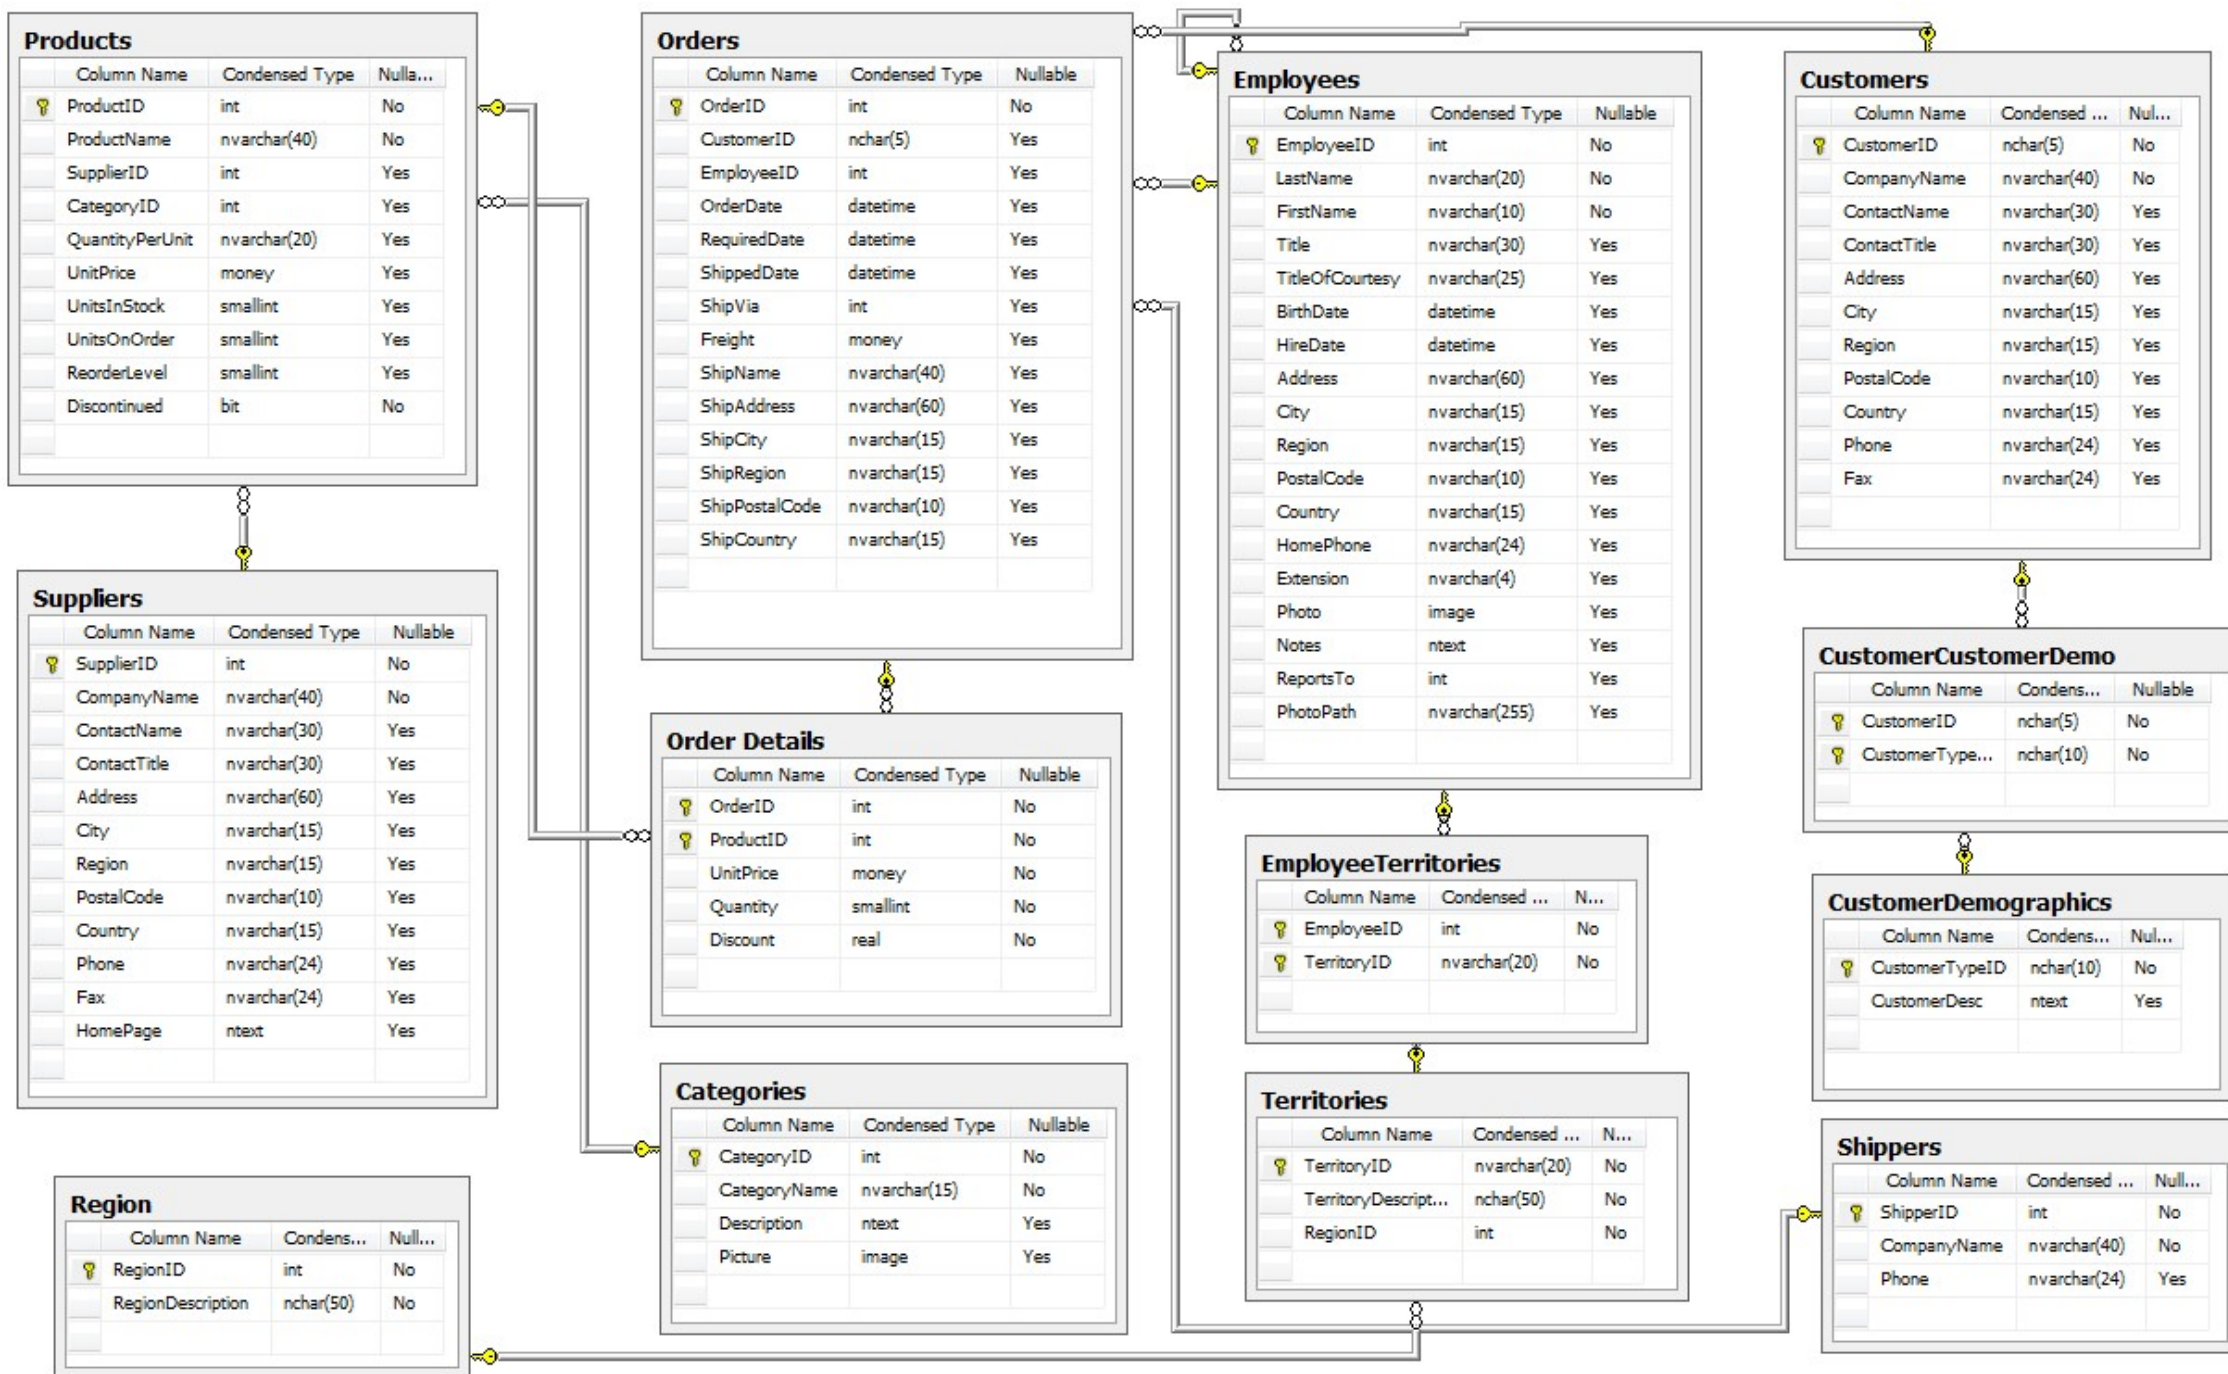 Products
Column Name Condensed Type Nulla...
ProductID int No
ProductName nvarchar(40) No
SupplierID int Yes
CategoryID int Yes
QuantityPerUnit nvarchar(20) Yes
UnitPrice money Yes
UnitsInStock smallint Yes
UnitsOnOrder smallint Yes
ReorderLevel smallint Yes
Discontinued bit No
Suppliers
Column Name Condensed Type Nullable
SupplierID int No
CompanyName nvarchar(40) No
ContactName nvarchar(30) Yes
ContactTitle nvarchar(30) Yes
Address nvarchar(60) Yes
City nvarchar(15) Yes
Region nvarchar(15) Yes
PostalCode nvarchar(10) Yes
Country nvarchar(15) Yes
Phone nvarchar(24) Yes
Fax nvarchar(24) Yes
HomePage ntext Yes
Region
Column Name Condens... Null...
RegionID int No
RegionDescription nchar(50) No
Orders
Column Name Condensed Type Nullable
OrderID int No
CustomerID nchar(5) Yes
EmployeeID int Yes
OrderDate datetime Yes
RequiredDate datetime Yes
ShippedDate datetime Yes
ShipVia int Yes
Freight money Yes
ShipName nvarchar(40) Yes
ShipAddress nvarchar(60) Yes
ShipCity nvarchar(15) Yes
ShipRegion nvarchar(15) Yes
ShipPostalCode nvarchar(10) Yes
ShipCountry nvarchar(15) Yes
Order Details
Column Name Condensed Type Nullable
OrderID int No
ProductID int No
UnitPrice money No
Quantity smallint No
Discount real No
Categories
Column Name Condensed Type Nullable
CategoryID int No
CategoryName nvarchar(15) No
Description ntext Yes
Picture image Yes
Employees
Column Name Condensed Type Nullable
EmployeeID int No
LastName nvarchar(20) No
FirstName nvarchar(10) No
Title nvarchar(30) Yes
TitleOfCourtesy nvarchar(25) Yes
BirthDate datetime Yes
HireDate datetime Yes
Address nvarchar(60) Yes
City nvarchar(15) Yes
Region nvarchar(15) Yes
PostalCode nvarchar(10) Yes
Country nvarchar(15) Yes
HomePhone nvarchar(24) Yes
Extension nvarchar(4) Yes
Photo image Yes
Notes ntext Yes
ReportsTo int Yes
PhotoPath nvarchar(255) Yes
EmployeeTerritories
Column Name Condensed ... N...
EmployeeID int No
TerritoryID nvarchar(20) No
Territories
Column Name Condensed ... N...
TerritoryID nvarchar(20) No
TerritoryDescript... nchar(50) No
RegionID int No
Customers
Column Name Condensed ... Nul...
CustomerID nchar(5) No
CompanyName nvarchar(40) No
ContactName nvarchar(30) Yes
ContactTitle nvarchar(30) Yes
Address nvarchar(60) Yes
City nvarchar(15) Yes
Region nvarchar(15) Yes
PostalCode nvarchar(10) Yes
Country nvarchar(15) Yes
Phone nvarchar(24) Yes
Fax nvarchar(24) Yes
CustomerCustomerDemo
Column Name Condens... Nullable
CustomerID nchar(5) No
CustomerType... nchar(10) No
CustomerDemographics
Column Name Condens... Nul...
CustomerTypeID nchar(10) No
CustomerDesc ntext Yes
Shippers
Column Name Condensed ... Null...
ShipperID int No
CompanyName nvarchar(40) No
Phone nvarchar(24) Yes